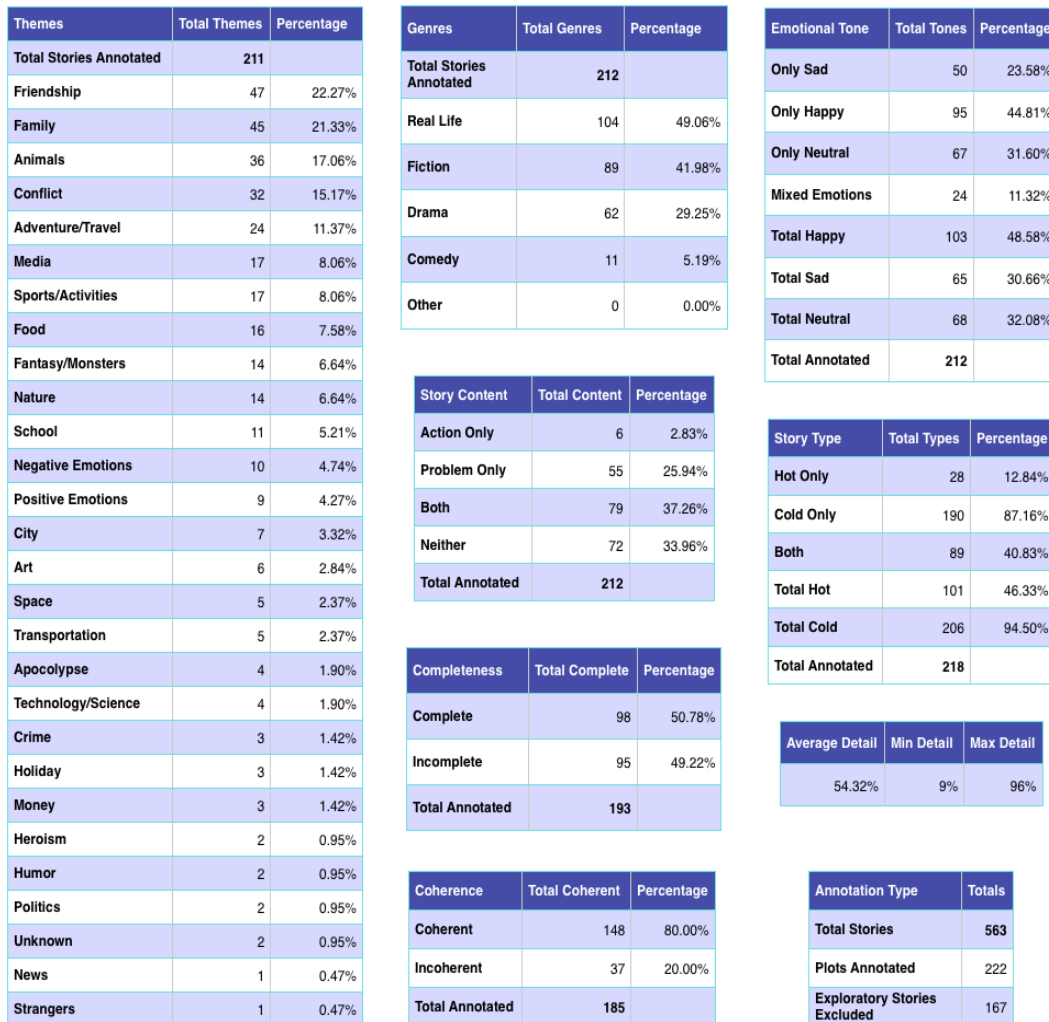 Themes Total Themes Percentage
Total Stories Annotated 211
Friendship 47 22.27%
Family 45 21.33%
Animals 36 17.06%
Conflict 32 15.17%
Adventure/Travel 24 11.37%
Media 17 8.06%
Sports/Activities 17 8.06%
Food 16 7.58%
Fantasy/Monsters 14 6.64%
Nature 14 6.64%
School 11 5.21%
Negative Emotions 10 4.74%
Positive Emotions 9 4.27%
City 7 3.32%
Art 6 2.84%
Space 5 2.37%
Transportation 5 2.37%
Apocolypse 4 1.90%
Technology/Science 4 1.90%
Crime 3 1.42%
Holiday 3 1.42%
Money 3 1.42%
Heroism 2 0.95%
Humor 2 0.95%
Politics 2 0.95%
Unknown 2 0.95%
News 1 0.47%
Strangers 1 0.47%
Genres Total Genres Percentage
Total Stories
Annotated 212
Real Life 104 49.06%
Fiction 89 41.98%
Drama 62 29.25%
Comedy 11 5.19%
Other 0 0.00%
Story Content Total Content Percentage
Action Only 6 2.83%
Problem Only 55 25.94%
Both 79 37.26%
Neither 72 33.96%
Total Annotated 212
Completeness Total Complete Percentage
Complete 98 50.78%
Incomplete 95 49.22%
Total Annotated 193
Coherence Total Coherent Percentage
Coherent 148 80.00%
Incoherent 37 20.00%
Total Annotated 185
Emotional Tone Total Tones Percentage
Only Sad 50 23.58%
Only Happy 95 44.81%
Only Neutral 67 31.60%
Mixed Emotions 24 11.32%
Total Happy 103 48.58%
Total Sad 65 30.66%
Total Neutral 68 32.08%
Total Annotated 212
Story Type Total Types Percentage
Hot Only 28 12.84%
Cold Only 190 87.16%
Both 89 40.83%
Total Hot 101 46.33%
Total Cold 206 94.50%
Total Annotated 218
Average Detail Min Detail Max Detail
54.32% 9% 96%
Annotation Type Totals
Total Stories 563
Plots Annotated 222
Exploratory Stories
Excluded 167